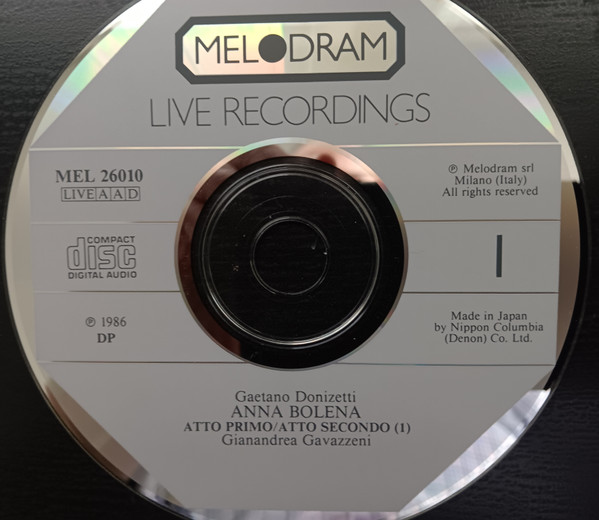 MELODRAM
LIVE RECORDINGS
MEL 26010
LIVE A A D
℗ Melodram srl
Milano (Italy)
All rights reserved
COMPACT
disc
DIGITAL AUDIO
I
℗ 1986
DP
Made in Japan
by Nippon Columbia
(Denon) Co. Ltd.
Gaetano Donizetti
ANNA BOLENA
ATTO PRIMO/ATTO SECONDO (1)
Gianandrea Gavazzeni